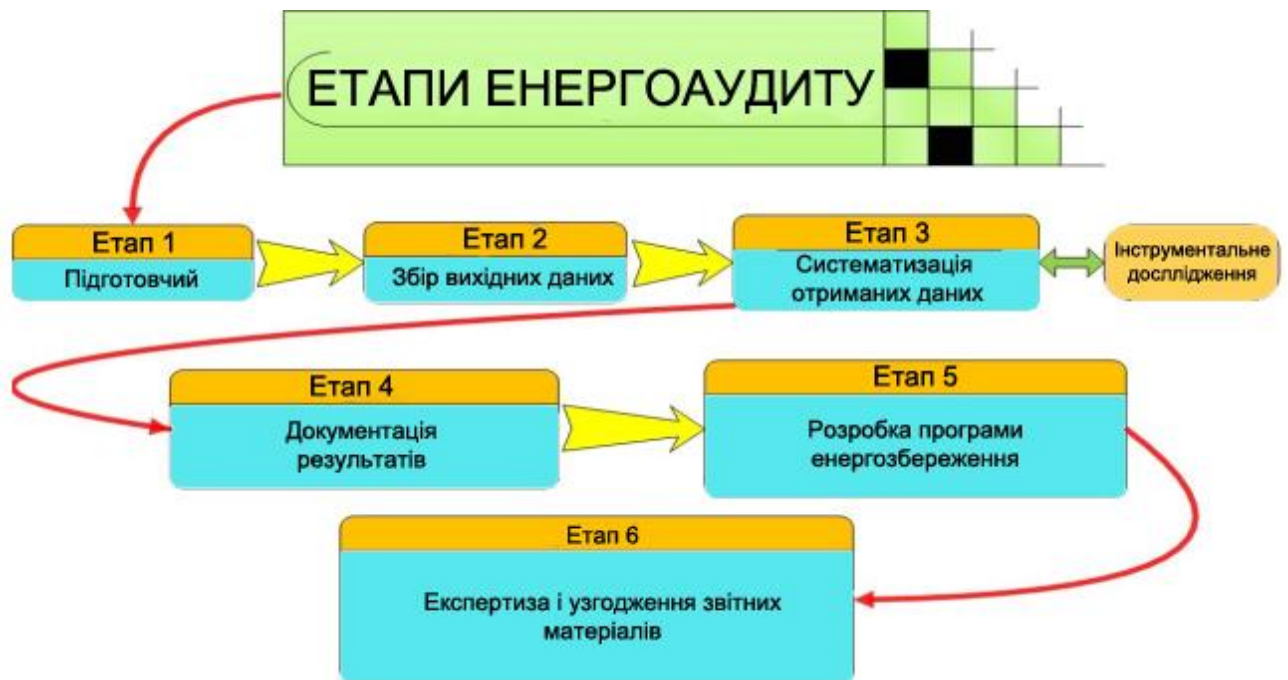 ЕТАПИ ЕНЕРГОАУДИТУ
Етап 1
Підготовчий
Етап 2
Збір вихідних даних
Етап 3
Систематизація
отриманих даних
Інструментальне
досллідження
Етап 4
Документація
результатів
Етап 5
Розробка програми
енергозбереження
Етап 6
Експертиза і узгодження звітних
матеріалів